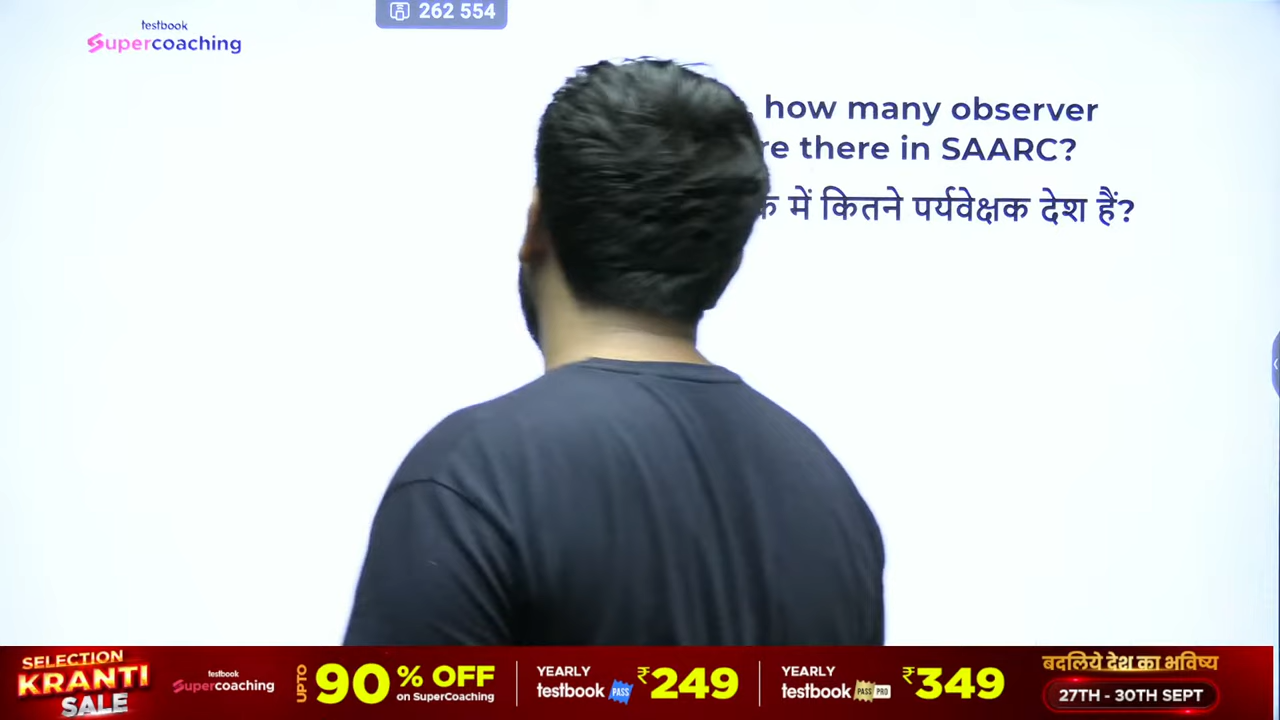 testbook
Supercoaching
262 554
how many observer
there in SAARC?
में कितने पर्यवेक्षक देश हैं?
SELECTION
KRANTI
SALE
testbook
Supercoaching
UPTO 90% OFF
on SuperCoaching
YEARLY
testbook PASS ₹249
YEARLY
testbook PASS PRO ₹349
बदलिये देश का भविष्य
27TH - 30TH SEPT